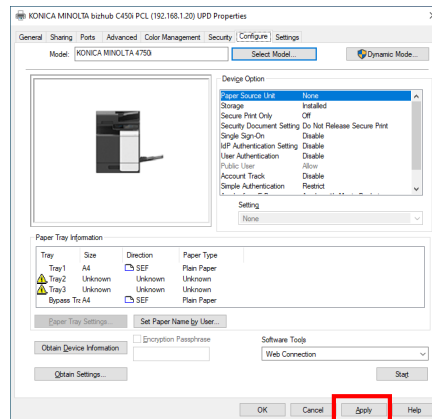 KONICA MINOLTA bizhub C450i PCL (192.168.1.20) UPD Properties
General Sharing Ports Advanced Color Management Security Configure Settings
Model: KONICA MINOLTA 4750i Select Model... Dynamic Mode...
Device Option
Paper Source Unit None
Storage Installed
Secure Print Only Off
Security Document Setting Do Not Release Secure Print
Single Sign-On Disable
IdP Authentication Setting Disable
User Authentication Disable
Public User Allow
Account Track Disable
Simple Authentication Restrict
Setting
None
Paper Tray Information
Tray Size Direction Paper Type
Tray1 A4 SEF Plain Paper
Tray2 Unknown Unknown Unknown
Tray3 Unknown Unknown Unknown
Bypass Tra A4 SEF Plain Paper
Paper Tray Settings... Set Paper Name by User...
Obtain Device Information Encryption Passphrase Software Tools
Web Connection
Obtain Settings... Start
OK Cancel Apply Help